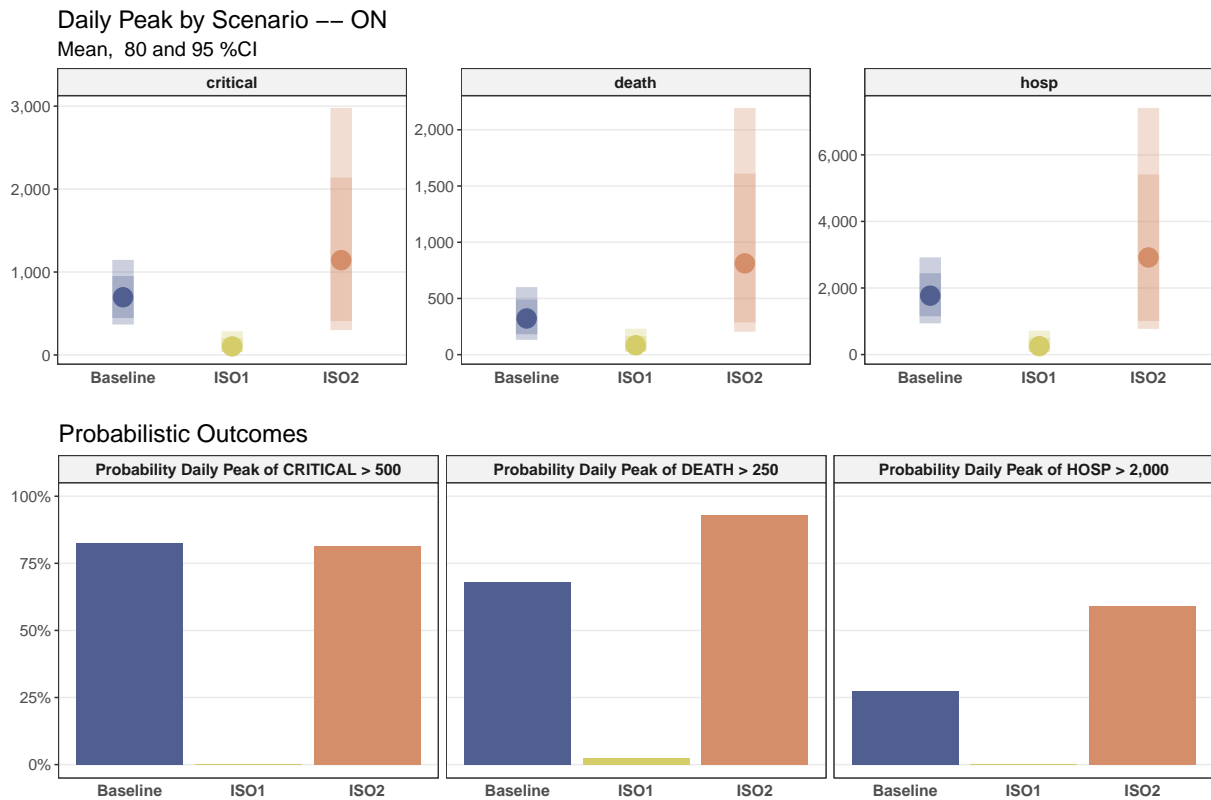 Daily Peak by Scenario −− ON
Mean,  80 and 95 %CI
critical death hosp
3,000
2,000
1,000
0
2,000
1,500
1,000
500
0
6,000
4,000
2,000
0
Baseline ISO1 ISO2 Baseline ISO1 ISO2 Baseline ISO1 ISO2
Probabilistic Outcomes
Probability Daily Peak of CRITICAL > 500 Probability Daily Peak of DEATH > 250 Probability Daily Peak of HOSP > 2,000
100%
75%
50%
25%
0%
Baseline ISO1 ISO2 Baseline ISO1 ISO2 Baseline ISO1 ISO2